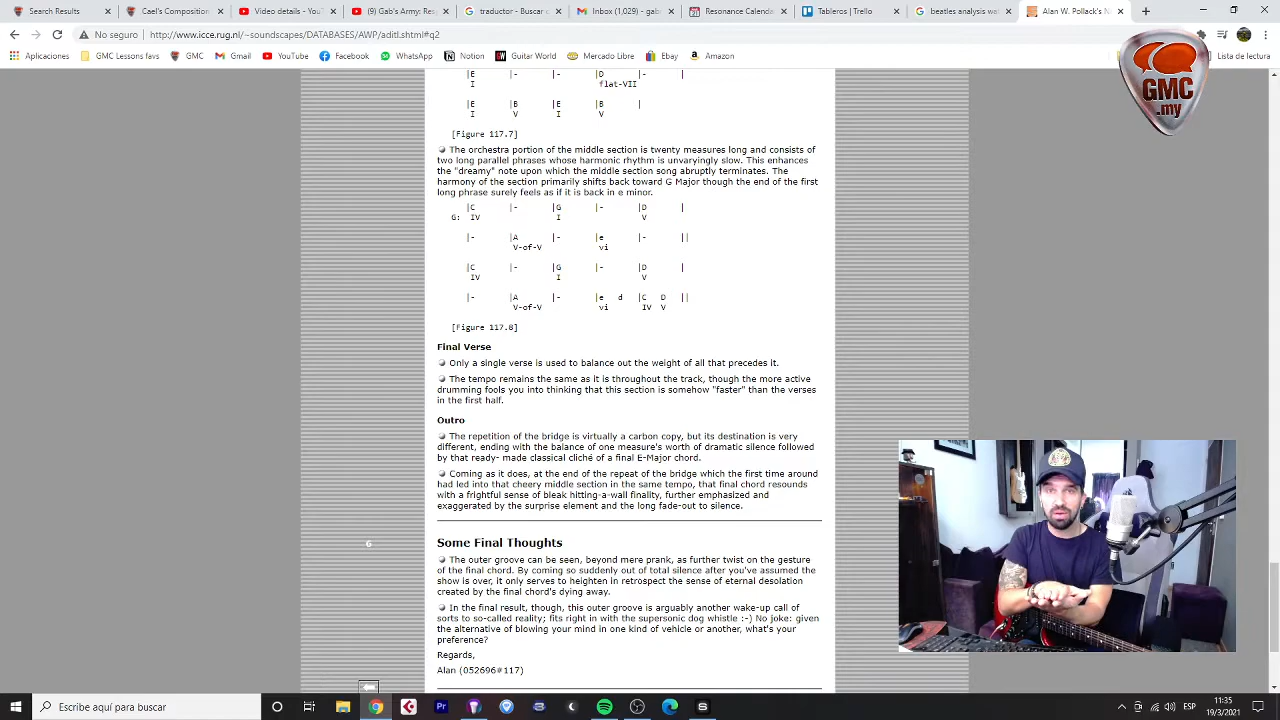 Search Results
Cael's Composition
Video details - You
(9) Gab's Army: Res
traductor - Buscar c
Inbox (1,029) - gab
Resonance Calenda
Tableros | Trello
beatles analysis wa
Alan W. Pollack's N
No seguro | http://www.icce.rug.nl/~soundscapes/DATABASES/AWP/aditl.shtml#q2
Aplicaciones GMC Lessons favs GMC Gmail YouTube Facebook WhatsApp Notion Guitar World Mercado Libre Ebay Amazon Lista de lectura
GMC
.my
|E |- |- |D |- |
I flat-VII
|E |B |E |B |
I V I V
[Figure 117.7]
The orchestra portion of the middle section is twenty measures long and consists of
two long parallel phrases whose harmonic rhythm is unvaryingly slow. This enhances
the "dreamy" note upon which the middle section song abruptly terminates. The
harmony of the section primarily shifts back toward G Major though the end of the first
long phrase surely feels as if it is back in e minor.
|C |- |G |- |D |
G: IV I V
|- |A |- |e |- ||
V-of-V vi
|C |- |G |- |D |
IV I V
|- |A |- |e d |C D ||
V-of-V vi IV V
[Figure 117.8]
Final Verse
Only a single verse is used to balance out the weight of all that precedes it.
The tempo remains the same as it is throughout the track, though the more active
drumming fools you into thinking that this section is somehow "faster" than the verses
in the first half.
Outro
The repetition of the bridge is virtually a carbon copy, but its destination is very
different, ending with the balance of one measure's worth of dramatic silence followed
by that ready- made classical cliché of a final E-Major chord.
Coming as it does, at the end of the repeat of the bridge which the first time around
had led into that cheery middle section in the same tempo, that final chord resounds
with a frightful sense of bleak hitting-a-wall finality, further emphasized and
exaggerated by the surprise element and the long fade-out to silence.
6
Some Final Thoughts
The outer groove can be seen, beyond mere prank, as further twist on the gesture
of the final chord. By coming so suddenly out of total silence after you've assumed the
show is over, it only serves to heighten in retrospect the sense of eternal desolation
created by the final chord's dying away.
In the final result, though, this outer groove is arguably another wake-up call of
sorts to so-called reality; fits right in with the supersonic dog whistle :-) No joke: given
the alternative of blowing your mind in one kind of vehicle or another what's your
preference?
Regards,
Alan (052696#117)
Escribe aquí para buscar
ESP
11:35
19/3/2021